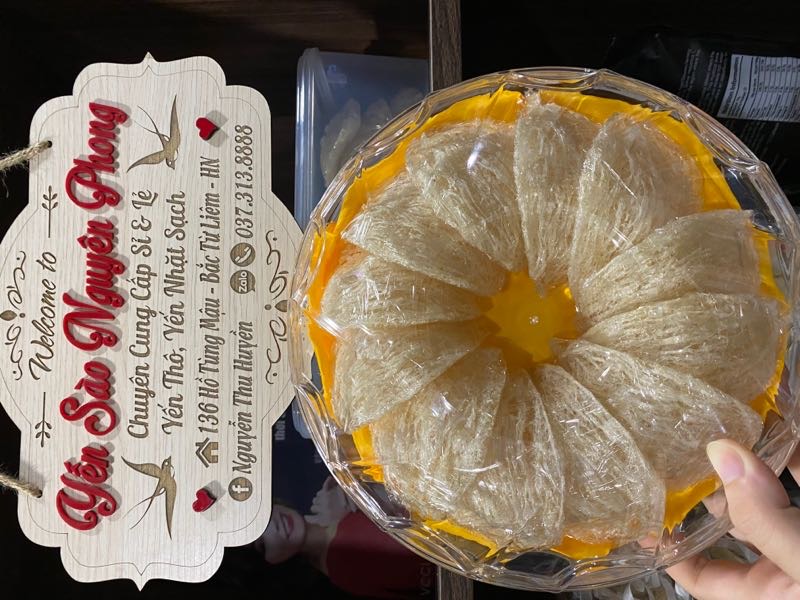 Welcome to
Yến Sào Nguyên Phong
Chuyên Cung Cấp Sỉ & Lẻ
Yến Thô, Yến Nhặt Sạch
136 Hồ Tùng Mậu - Bắc Từ Liêm - HN
f Nguyễn Thu Huyền Zalo 037.313.8888
VCCI